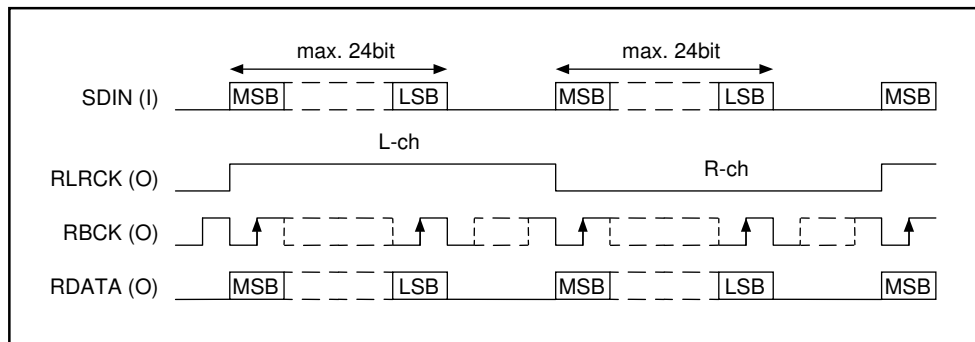 max. 24bit max. 24bit
SDIN (I) MSB LSB MSB LSB MSB
L-ch
RLRCK (O) R-ch
RBCK (O)
RDATA (O) MSB LSB MSB LSB MSB